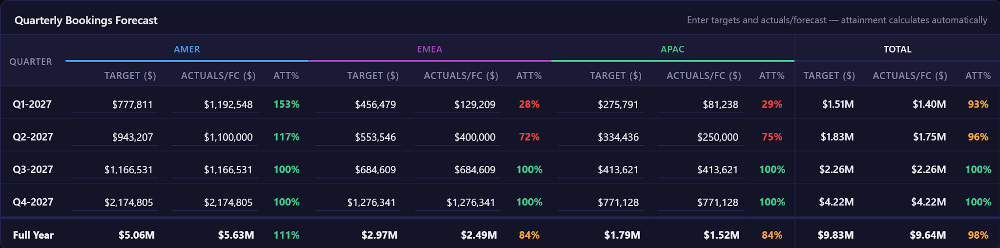 Quarterly Bookings Forecast
Enter targets and actuals/forecast — attainment calculates automatically
QUARTER AMER EMEA APAC TOTAL
TARGET ($) ACTUALS/FC ($) ATT% TARGET ($) ACTUALS/FC ($) ATT% TARGET ($) ACTUALS/FC ($) ATT% TARGET ($) ACTUALS/FC ($) ATT%
Q1-2027 $777,811 $1,192,548 153% $456,479 $129,209 28% $275,791 $81,238 29% $1.51M $1.40M 93%
Q2-2027 $943,207 $1,100,000 117% $553,546 $400,000 72% $334,436 $250,000 75% $1.83M $1.75M 96%
Q3-2027 $1,166,531 $1,166,531 100% $684,609 $684,609 100% $413,621 $413,621 100% $2.26M $2.26M 100%
Q4-2027 $2,174,805 $2,174,805 100% $1,276,341 $1,276,341 100% $771,128 $771,128 100% $4.22M $4.22M 100%
Full Year $5.06M $5.63M 111% $2.97M $2.49M 84% $1.79M $1.52M 84% $9.83M $9.64M 98%